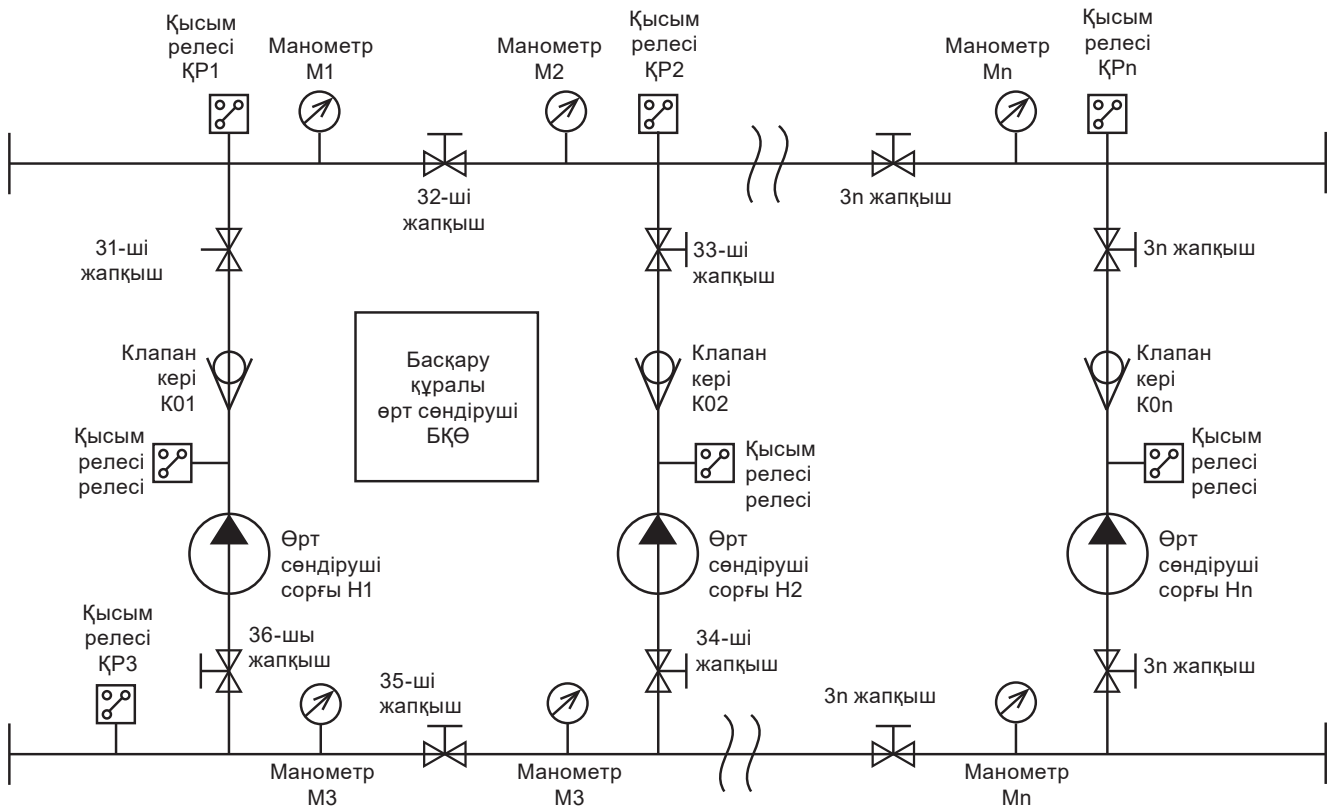 Қысым
релесі
ҚР1
Манометр
М1
Манометр
М2
Қысым
релесі
ҚР2
Манометр
Мn
Қысым
релесі
ҚРn
32-ші
жапқыш
3n жапқыш
31-ші
жапқыш
33-ші
жапқыш
3n жапқыш
Клапан
кері
К01
Басқару
құралы
өрт сөндіруші
БҚӨ
Клапан
кері
К02
Клапан
кері
К0n
Қысым
релесі
релесі
Қысым
релесі
релесі
Қысым
релесі
релесі
Өрт
сөндіруші
сорғы Н1
Өрт
сөндіруші
сорғы Н2
Өрт
сөндіруші
сорғы Нn
Қысым
релесі
ҚР3
36-шы
жапқыш
35-ші
жапқыш
34-ші
жапқыш
3n жапқыш
3n жапқыш
Манометр
М3
Манометр
М3
Манометр
Мn